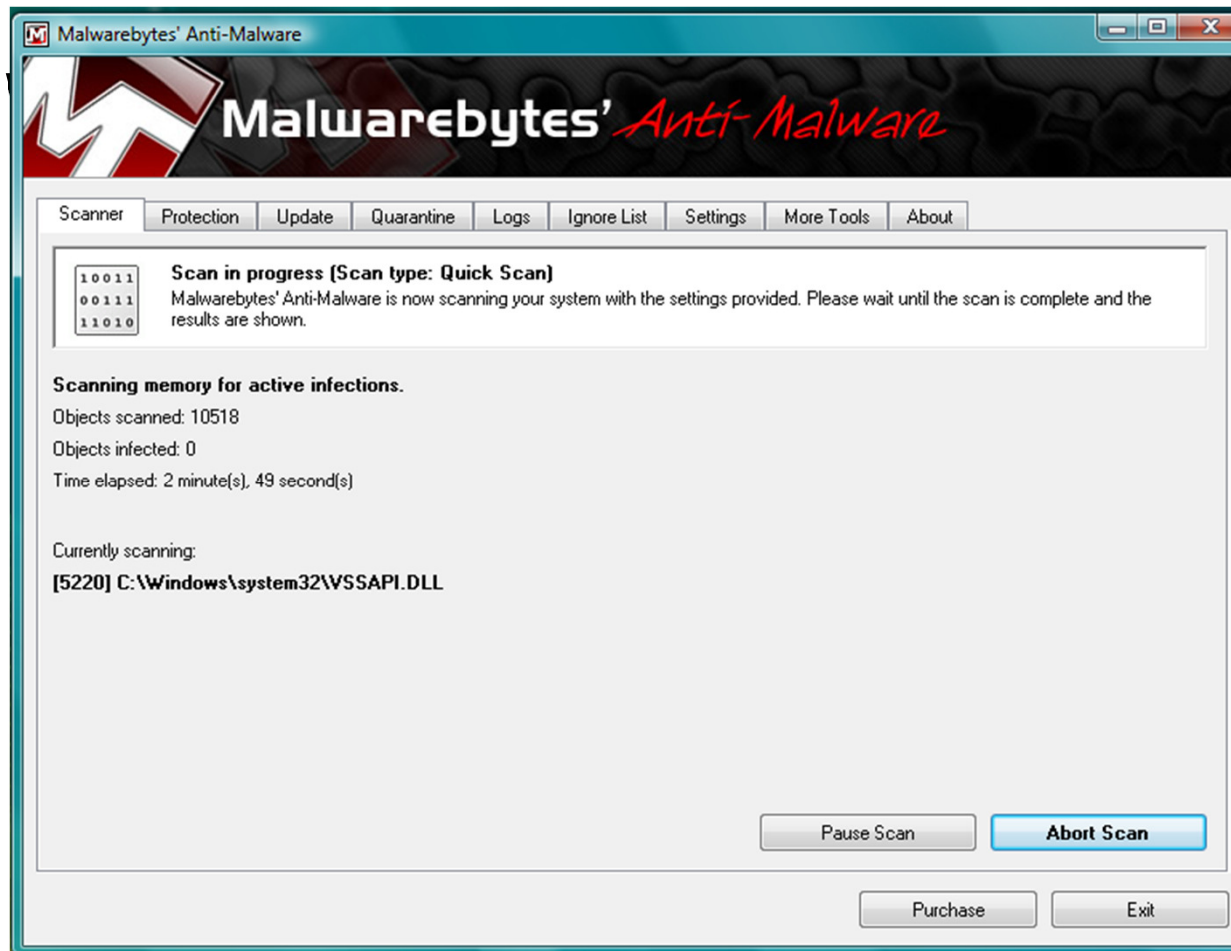 Malwarebytes' Anti-Malware
Malwarebytes' Anti-Malware
Scanner Protection Update Quarantine Logs Ignore List Settings More Tools About
10011
00111
11010
Scan in progress (Scan type: Quick Scan)
Malwarebytes' Anti-Malware is now scanning your system with the settings provided. Please wait until the scan is complete and the
results are shown.
Scanning memory for active infections.
Objects scanned: 10518
Objects infected: 0
Time elapsed: 2 minute(s), 49 second(s)
Currently scanning:
[5220] C:\Windows\system32\VSSAPI.DLL
Pause Scan Abort Scan
Purchase Exit